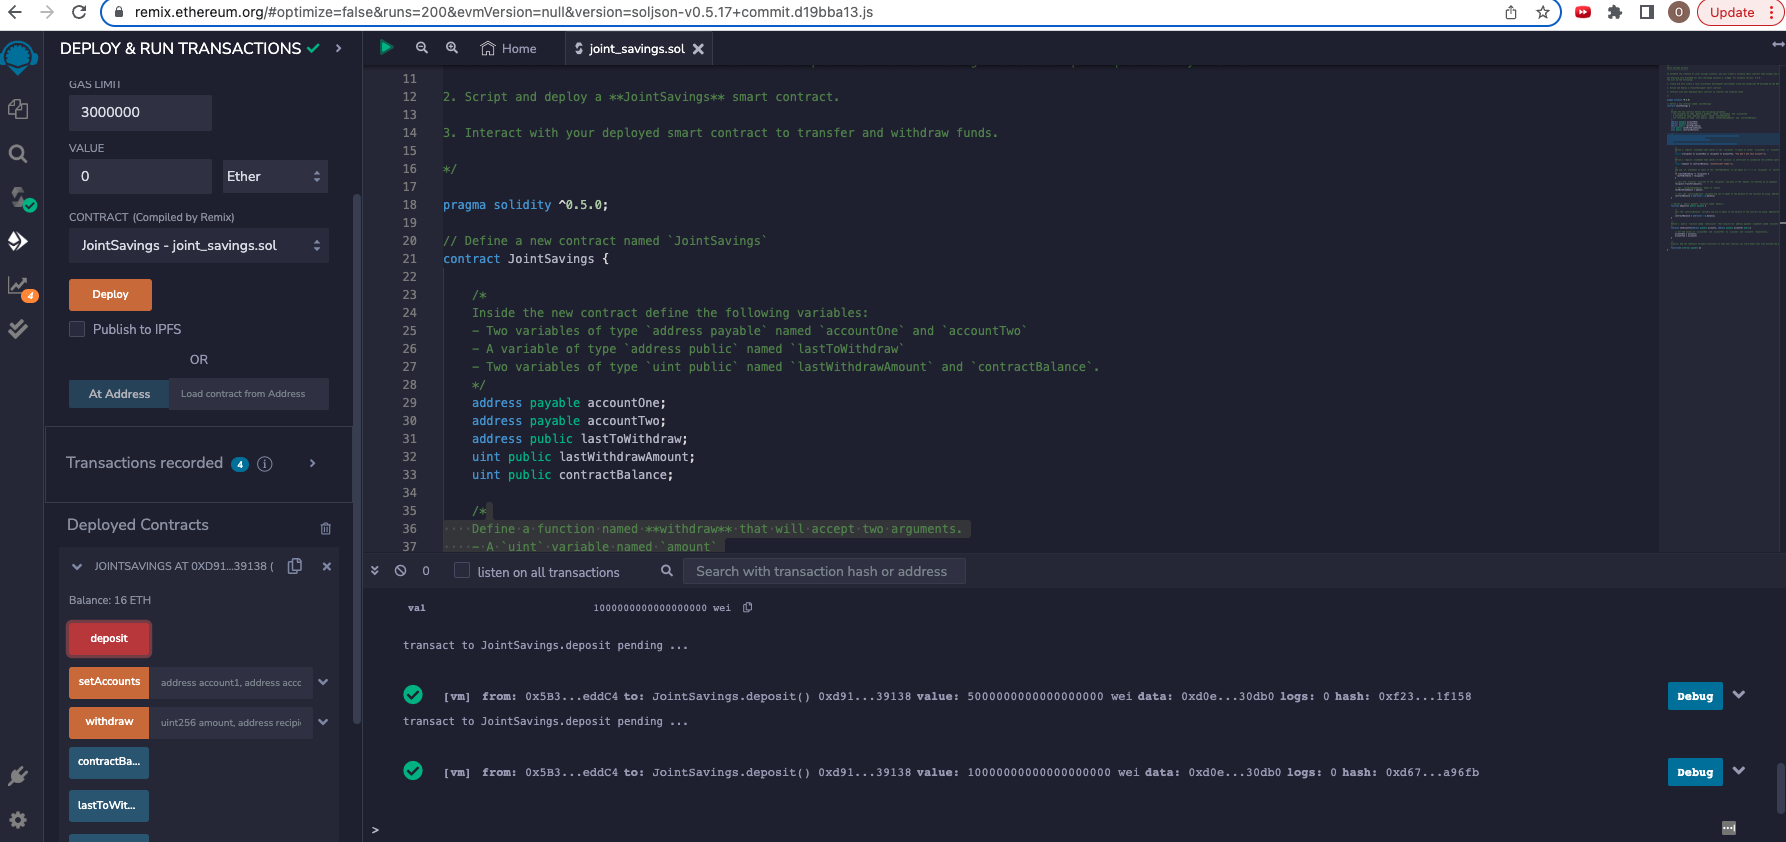 remix.ethereum.org/#optimize=false&runs=200&evmVersion=null&version=soljson-v0.5.17+commit.d19bba13.js
O
Update
DEPLOY & RUN TRANSACTIONS
GAS LIMIT
3000000
VALUE
0
Ether
CONTRACT (Compiled by Remix)
JointSavings - joint_savings.sol
Deploy
Publish to IPFS
OR
At Address
Load contract from Address
4
Transactions recorded 4 i
Deployed Contracts
JOINTSAVINGS AT 0XD91...39138 (
Balance: 16 ETH
deposit
setAccounts
address account1, address acco
withdraw
uint256 amount, address recipi
contractBa...
lastToWit...
Home
joint_savings.sol
11
12 2. Script and deploy a **JointSavings** smart contract.
13
14 3. Interact with your deployed smart contract to transfer and withdraw funds.
15
16 */
17
18 pragma solidity ^0.5.0;
19
20 // Define a new contract named `JointSavings`
21 contract JointSavings {
22
23 /*
24 Inside the new contract define the following variables:
25 - Two variables of type `address payable` named `accountOne` and `accountTwo`
26 - A variable of type `address public` named `lastToWithdraw`
27 - Two variables of type `uint public` named `lastWithdrawAmount` and `contractBalance`.
28 */
29 address payable accountOne;
30 address payable accountTwo;
31 address public lastToWithdraw;
32 uint public lastWithdrawAmount;
33 uint public contractBalance;
34
35 /*
36 Define a function named **withdraw** that will accept two arguments.
37 - A `uint` variable named `amount`
0
listen on all transactions
Search with transaction hash or address
val 1000000000000000000 wei
transact to JointSavings.deposit pending ...
[vm] from: 0x5B3...eddC4 to: JointSavings.deposit() 0xd91...39138 value: 5000000000000000000 wei data: 0xd0e...30db0 logs: 0 hash: 0xf23...1f158
Debug
transact to JointSavings.deposit pending ...
[vm] from: 0x5B3...eddC4 to: JointSavings.deposit() 0xd91...39138 value: 10000000000000000000 wei data: 0xd0e...30db0 logs: 0 hash: 0xd67...a96fb
Debug
>